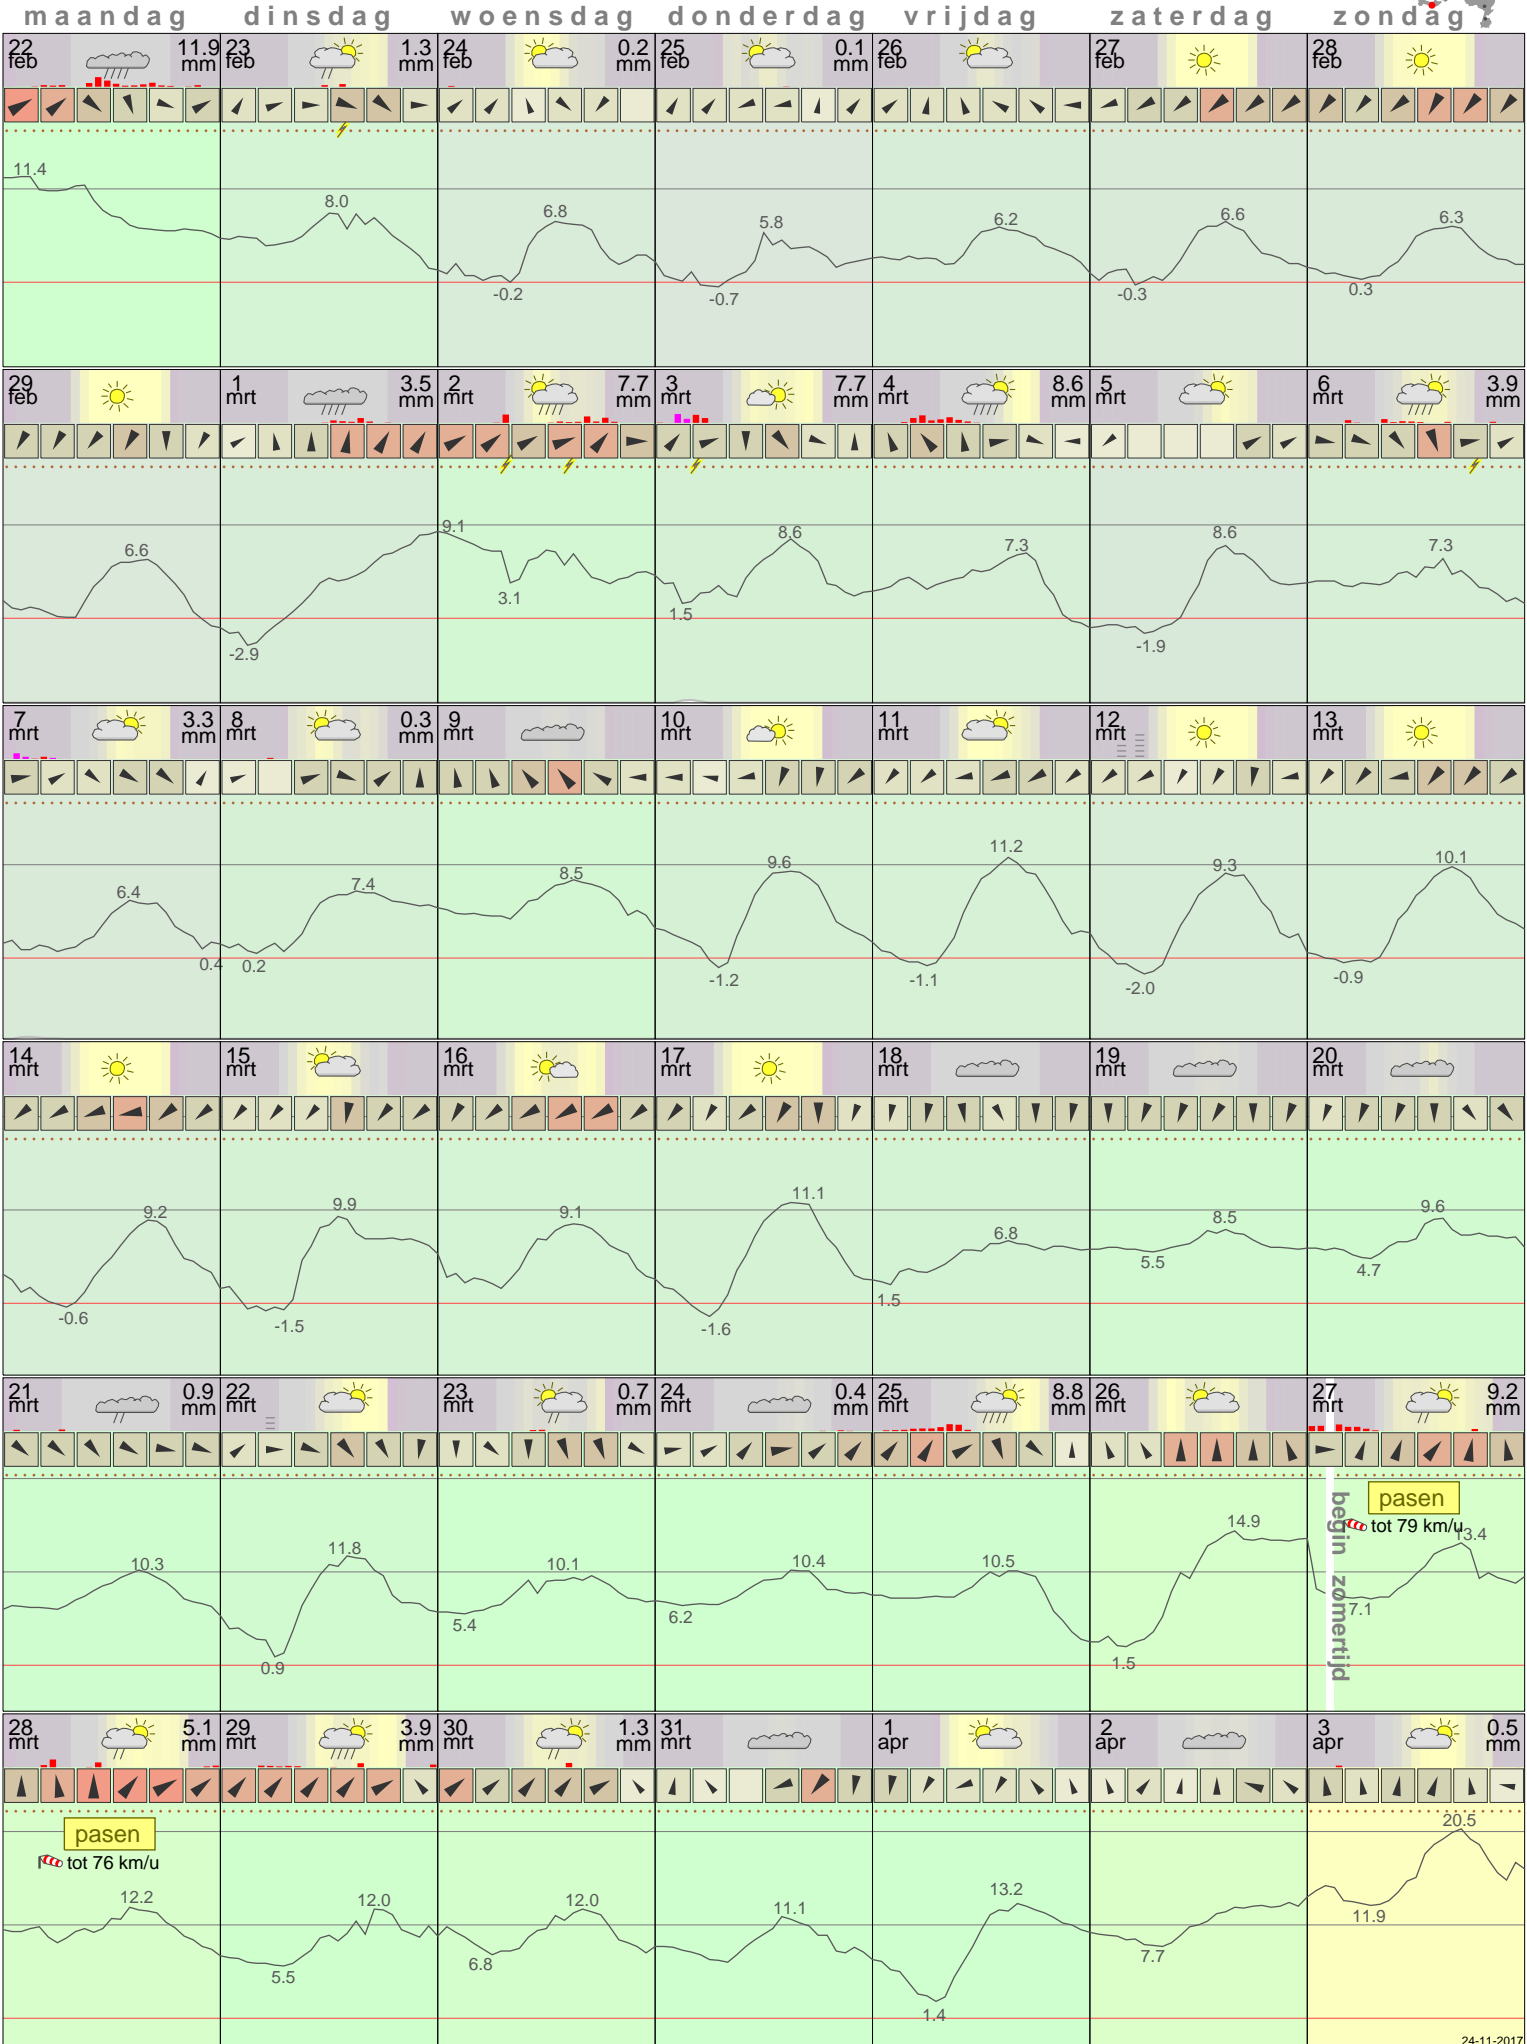 maandag dinsdag woensdag donderdag vrijdag zaterdag zondag
22 11.9 23 1.3 24 0.2 25 0.1 26 27 28
feb mm feb mm feb mm feb mm feb feb feb
11.4 8.0 6.8 5.8 6.2 6.6 6.3
-0.2 -0.7 -0.3 0.3
29 1 3.5 2 7.7 3 7.7 4 8.6 5 6 3.9
feb mrt mm mrt mm mrt mm mrt mm mrt mrt mm
6.6 9.1 8.6 7.3 8.6 7.3
-2.9 3.1 1.5 -1.9
7 3.3 8 0.3 9 10 11 12 13
mrt mm mrt mm mrt mrt mrt mrt mrt
6.4 7.4 8.5 9.6 11.2 9.3 10.1
0.4 0.2 -1.2 -1.1 -2.0 -0.9
14 15 16 17 18 19 20
mrt mrt mrt mrt mrt mrt mrt
9.2 9.9 9.1 11.1 6.8 8.5 9.6
-0.6 -1.5 -1.6 1.5 5.5 4.7
21 0.9 22 23 0.7 24 0.4 25 8.8 26 27 9.2
mrt mm mrt mrt mm mrt mm mrt mm mrt mrt mm
pasen
tot 79 km/u
begin zomertijd
10.3 11.8 10.1 10.4 10.5 14.9 13.4
0.9 5.4 6.2 1.5 7.1
28 5.1 29 3.9 30 1.3 31 1 2 3 0.5
mrt mm mrt mm mrt mm mrt apr apr apr mm
pasen
tot 76 km/u
12.2 12.0 12.0 11.1 13.2 20.5
5.5 6.8 1.4 7.7 11.9
24-11-2017